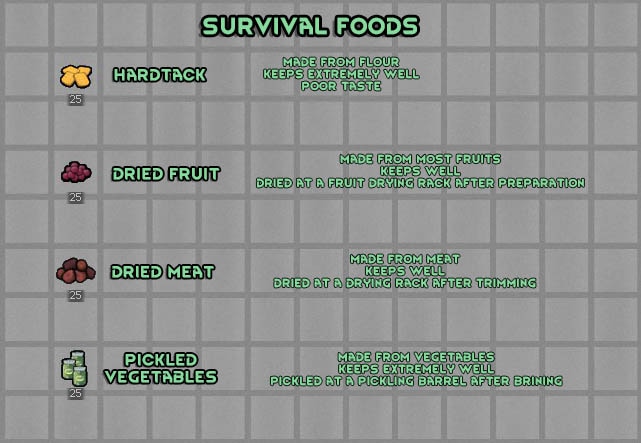 SURVIVAL FOODS
HARDTACK
MADE FROM FLOUR
KEEPS EXTREMELY WELL
POOR TASTE
25
DRIED FRUIT
MADE FROM MOST FRUITS
KEEPS WELL
DRIED AT A FRUIT DRYING RACK AFTER PREPARATION
25
DRIED MEAT
MADE FROM MEAT
KEEPS WELL
DRIED AT A DRYING RACK AFTER TRIMMING
25
PICKLED
VEGETABLES
MADE FROM VEGETABLES
KEEPS EXTREMELY WELL
PICKLED AT A PICKLING BARREL AFTER BRINING
25